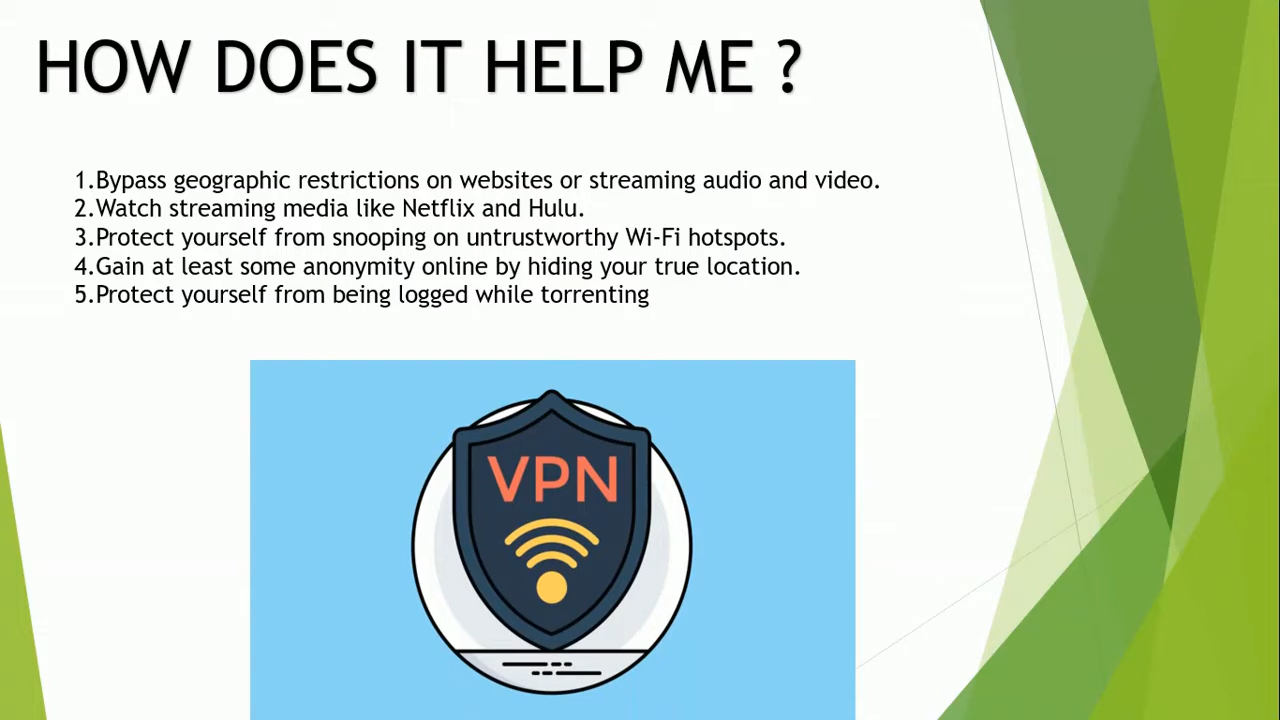 HOW DOES IT HELP ME ?
1.Bypass geographic restrictions on websites or streaming audio and video.
2.Watch streaming media like Netflix and Hulu.
3.Protect yourself from snooping on untrustworthy Wi-Fi hotspots.
4.Gain at least some anonymity online by hiding your true location.
5.Protect yourself from being logged while torrenting
VPN